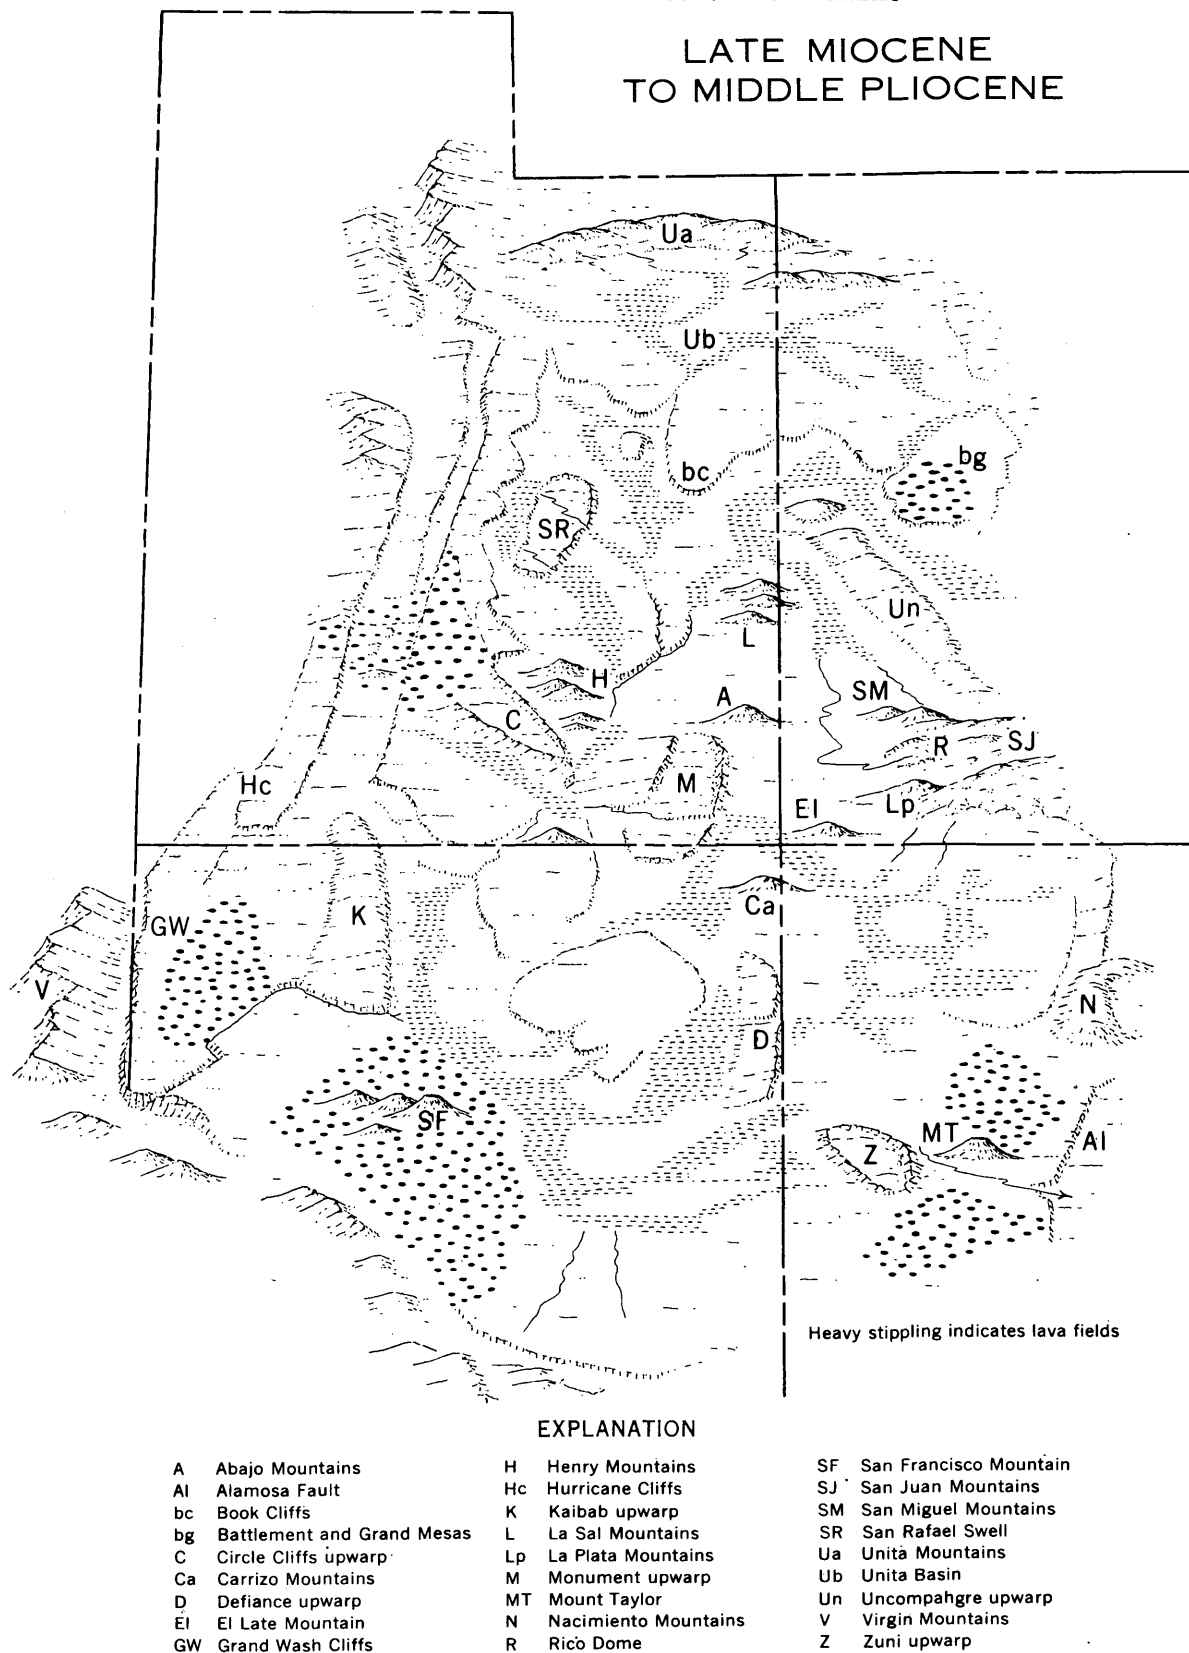 LATE MIOCENE
TO MIDDLE PLIOCENE
Ua
Ub
bc
bg
SR
Un
L
H
A
SM
C
R
SJ
M
Hc
El
Lp
Ca
GW
K
V
N
D
SF
MT
Al
Z
Heavy stippling indicates lava fields
EXPLANATION
A Abajo Mountains
Al Alamosa Fault
bc Book Cliffs
bg Battlement and Grand Mesas
C Circle Cliffs upwarp
Ca Carrizo Mountains
D Defiance upwarp
El El Late Mountain
GW Grand Wash Cliffs
H Henry Mountains
Hc Hurricane Cliffs
K Kaibab upwarp
L La Sal Mountains
Lp La Plata Mountains
M Monument upwarp
MT Mount Taylor
N Nacimiento Mountains
R Rico Dome
SF San Francisco Mountain
SJ San Juan Mountains
SM San Miguel Mountains
SR San Rafael Swell
Ua Unita Mountains
Ub Unita Basin
Un Uncompahgre upwarp
V Virgin Mountains
Z Zuni upwarp